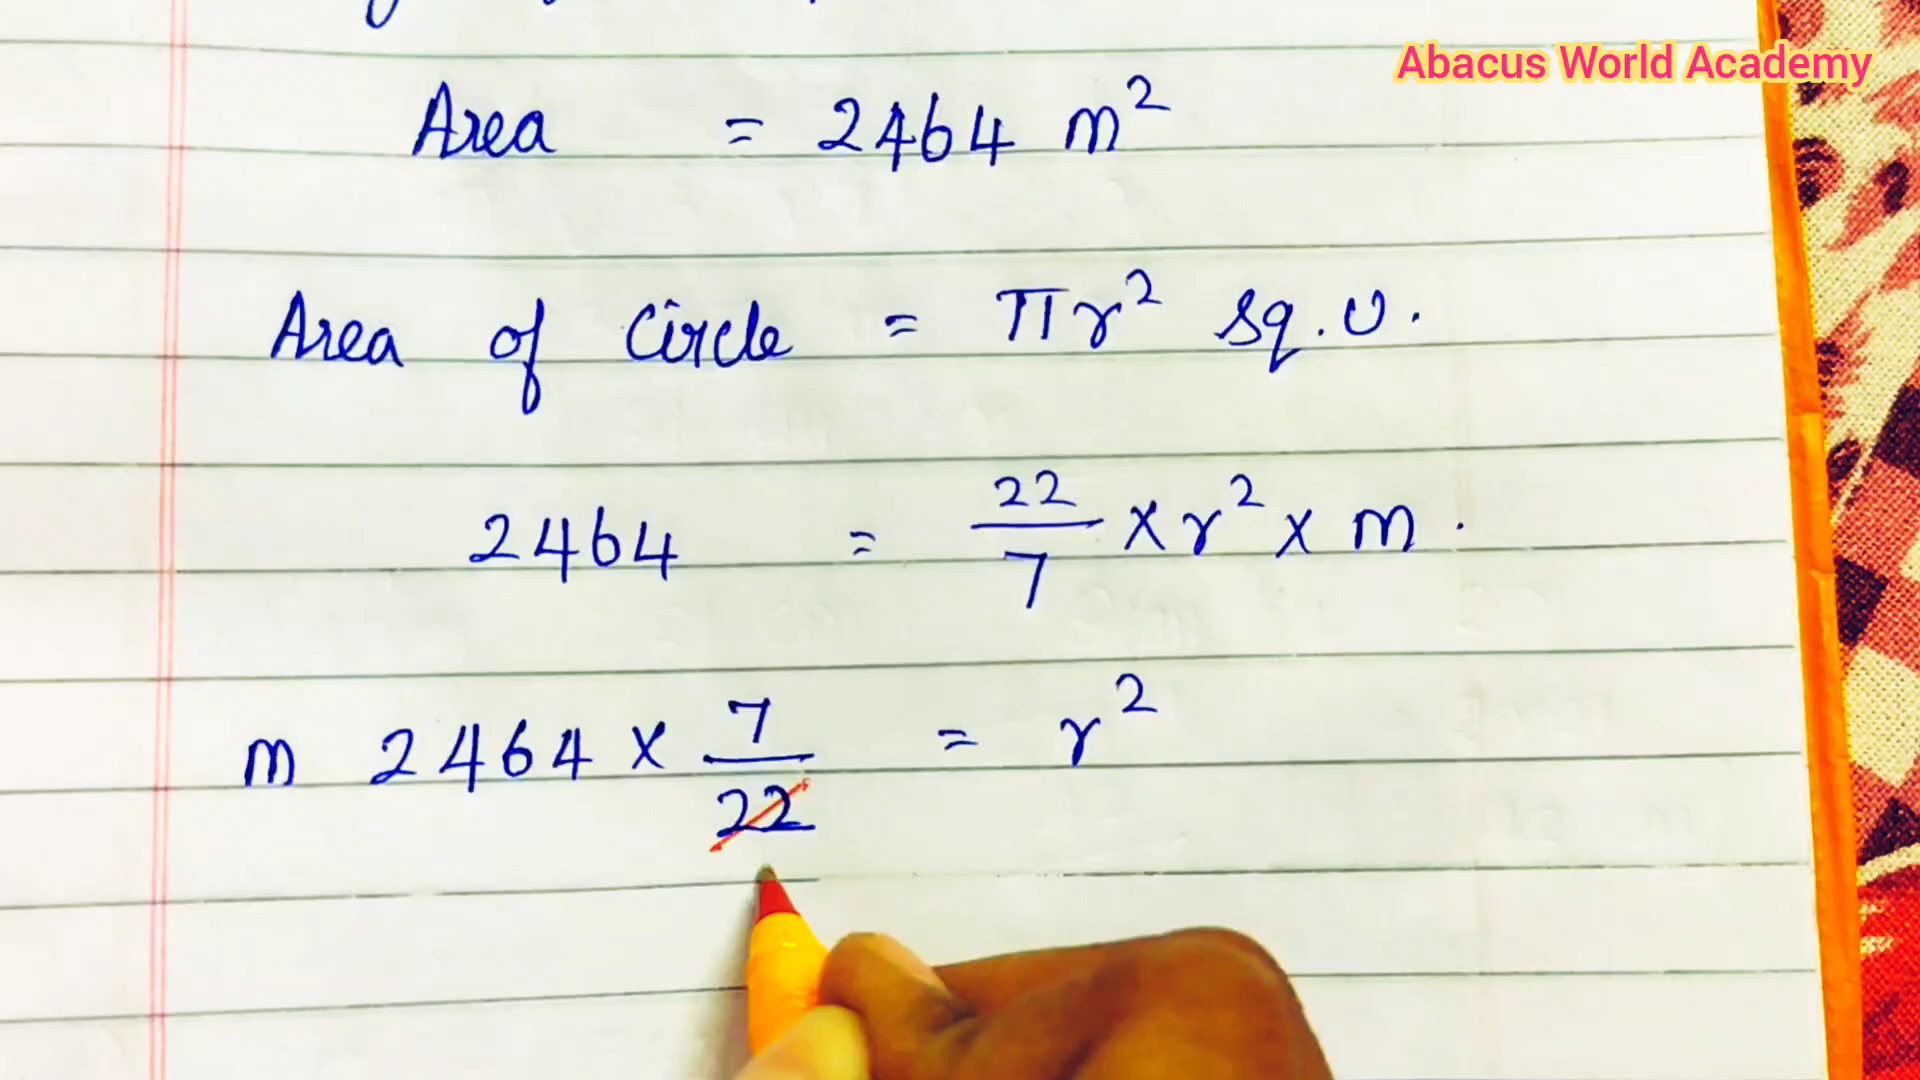 Abacus World Academy
Area = 2464 m²
Area of Circle = πr² sq.u.
2464 = 22/7 × r² × m.
m 2464 × 7/22 = r²